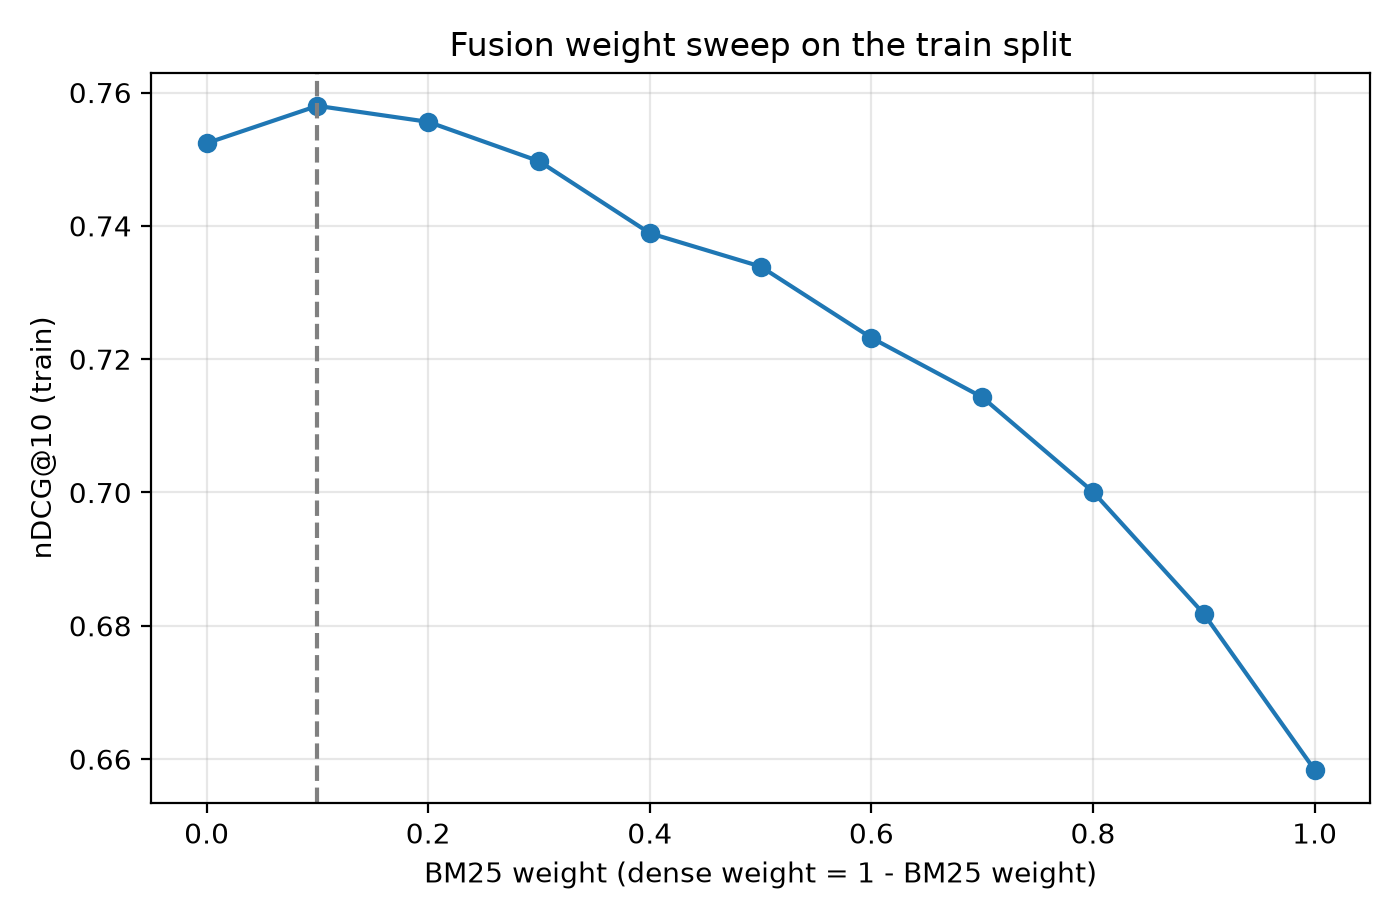 Fusion weight sweep on the train split
nDCG@10 (train)
0.76
0.74
0.72
0.70
0.68
0.66
0.0 0.2 0.4 0.6 0.8 1.0
BM25 weight (dense weight = 1 - BM25 weight)